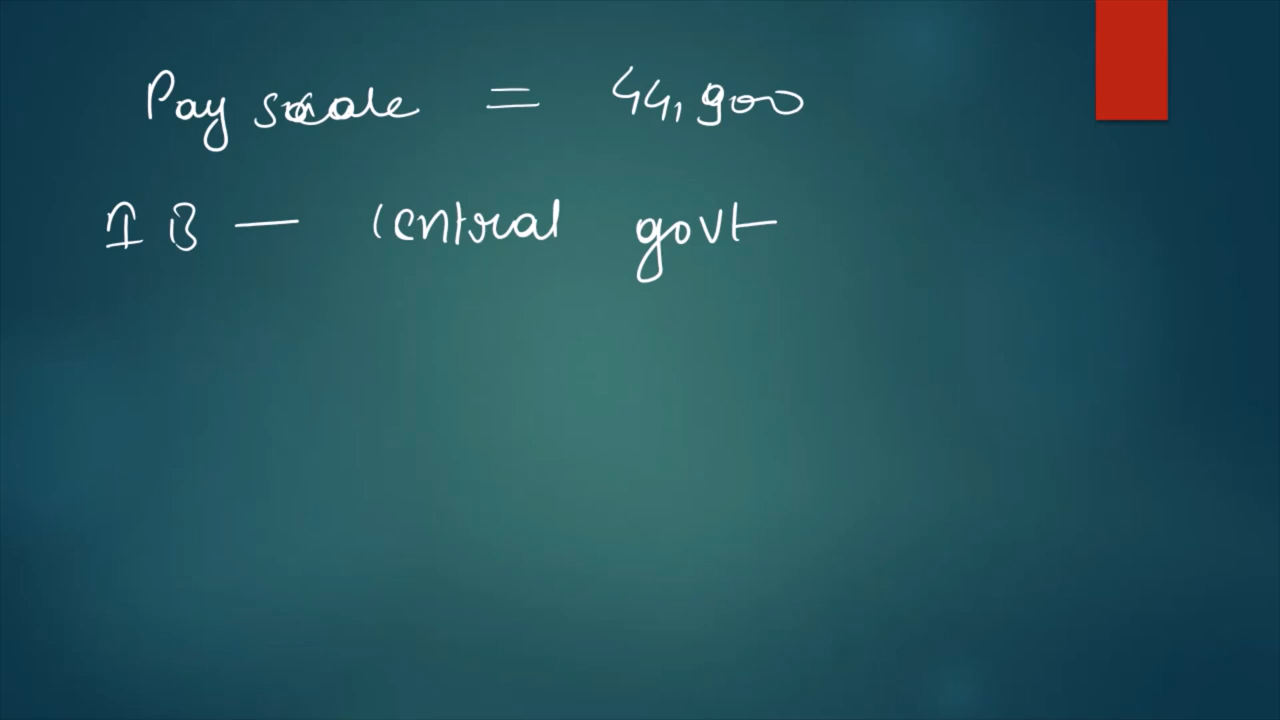 Pay scale = 44,900
IB — Central govt